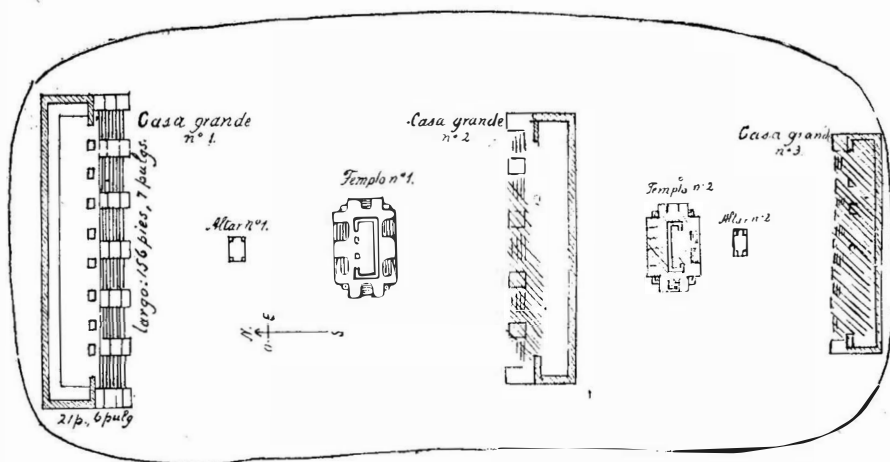 Casa grande
nº 1.
largo: 156 pies, 7 pulgs.
21 p., 6 pulg
Altar nº 1.
Templo nº 1.
N.
E
O
S
Casa grande
nº 2
Templo nº 2
Altar nº 2
Casa grand
nº 3.